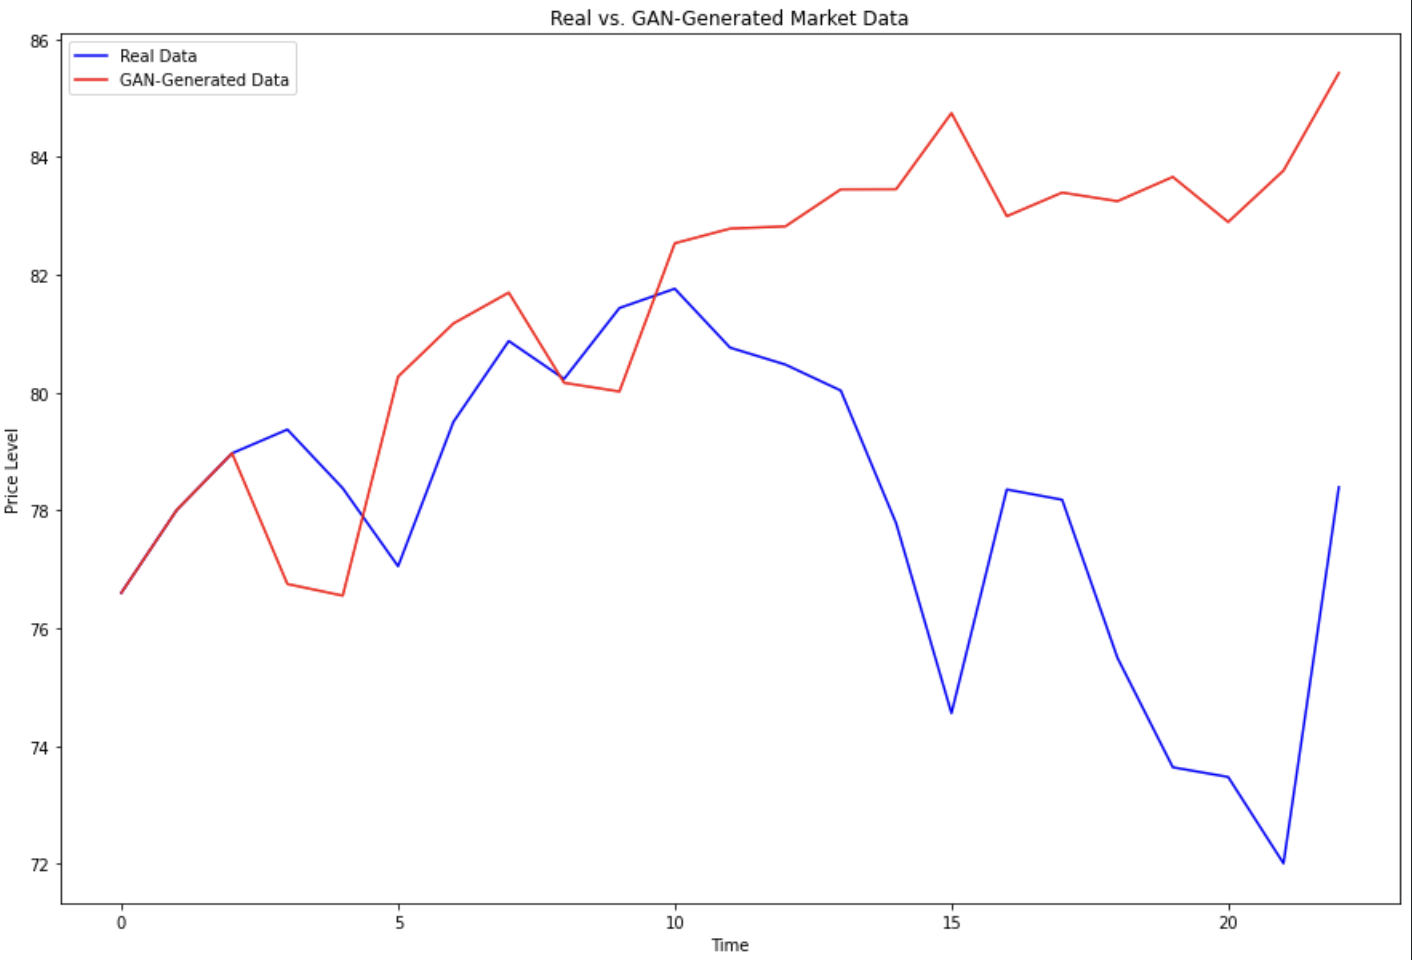 Real vs. GAN-Generated Market Data
86
Real Data
GAN-Generated Data
84
82
80
78
76
74
72
Price Level
0 5 10 15 20
Time